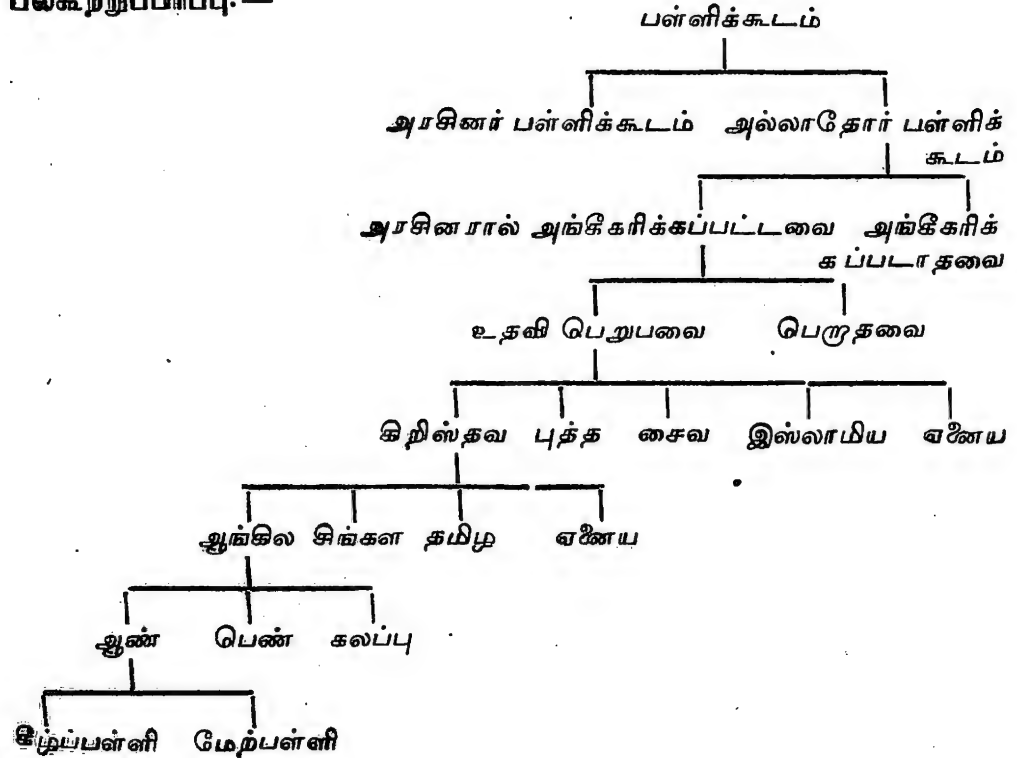 பலகூற்றுப்பாப்பு:—
பள்ளிக்கூடம்
அரசினர் பள்ளிக்கூடம் அல்லாதோர் பள்ளிக்
கூடம்
அரசினரால் அங்கீகரிக்கப்பட்டவை அங்கீகரிக்
கப்படாதவை
உதவி பெறுபவை பெறாதவை
கிறிஸ்தவ புத்த சைவ இஸ்லாமிய ஏனைய
ஆங்கில சிங்கள தமிழ ஏனைய
ஆண் பெண் கலப்பு
கீழ்ப்பள்ளி மேற்பள்ளி